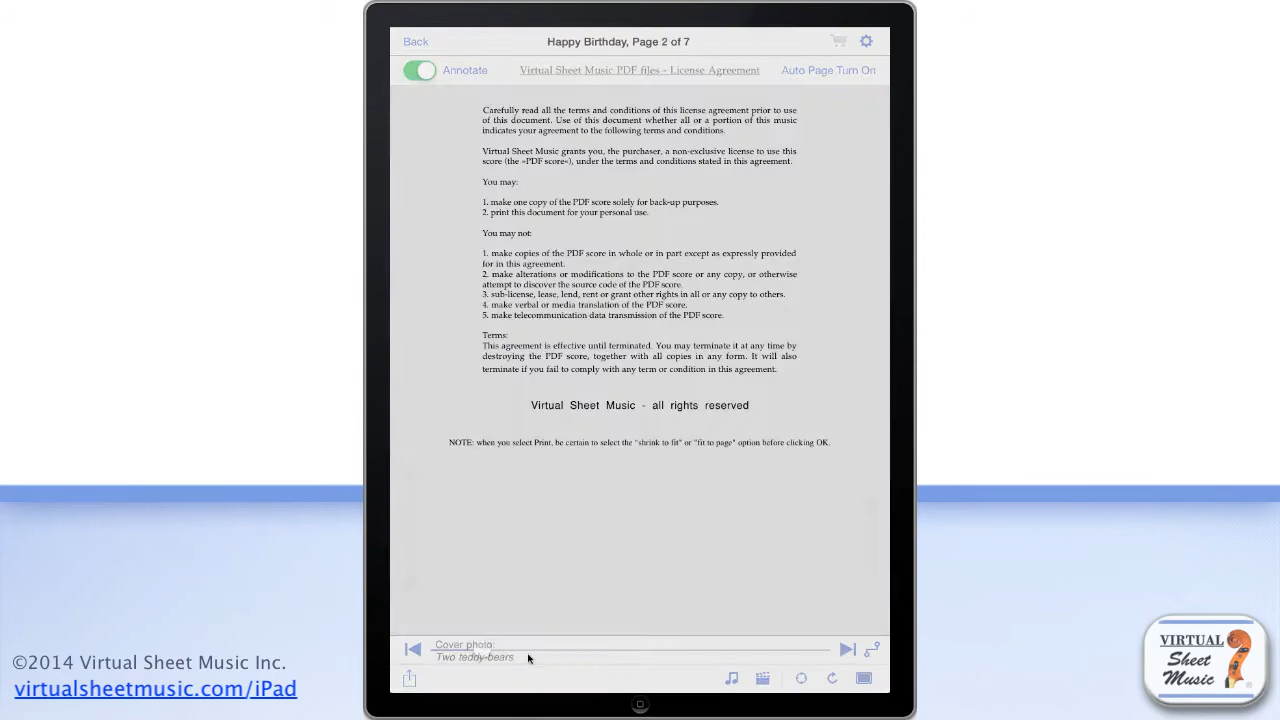 Back
Happy Birthday, Page 2 of 7
Annotate
Virtual Sheet Music PDF files - License Agreement
Auto Page Turn On
Carefully read all the terms and conditions of this license agreement prior to use
of this document. Use of this document whether all or a portion of this music
indicates your agreement to the following terms and conditions.
Virtual Sheet Music grants you, the purchaser, a non-exclusive license to use this
score (the »PDF score«), under the terms and conditions stated in this agreement.
You may:
1. make one copy of the PDF score solely for back-up purposes.
2. print this document for your personal use.
You may not:
1. make copies of the PDF score in whole or in part except as expressly provided
for in this agreement.
2. make alterations or modifications to the PDF score or any copy, or otherwise
attempt to discover the source code of the PDF score.
3. sub-license, lease, lend, rent or grant other rights in all or any copy to others.
4. make verbal or media translation of the PDF score.
5. make telecommunication data transmission of the PDF score.
Terms:
This agreement is effective until terminated. You may terminate it at any time by
destroying the PDF score, together with all copies in any form. It will also
terminate if you fail to comply with any term or condition in this agreement.
Virtual Sheet Music - all rights reserved
NOTE: when you select Print, be certain to select the "shrink to fit" or "fit to page" option before clicking OK.
Cover photo:
Two teddy-bears
©2014 Virtual Sheet Music Inc.
virtualsheetmusic.com/iPad
VIRTUAL
Sheet
Music